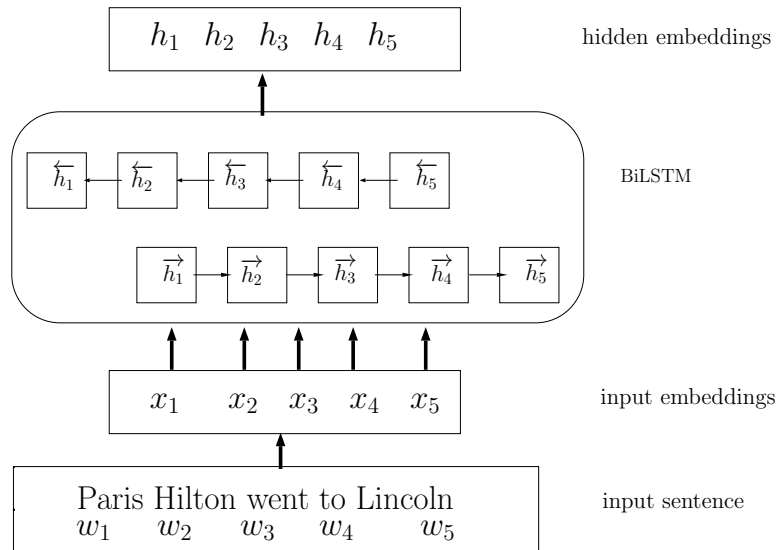 h₁ h₂ h₃ h₄ h₅ hidden embeddings
←h₁ ←h₂ ←h₃ ←h₄ ←h₅ BiLSTM
→h₁ →h₂ →h₃ →h₄ →h₅
x₁ x₂ x₃ x₄ x₅ input embeddings
Paris Hilton went to Lincoln input sentence
w₁ w₂ w₃ w₄ w₅